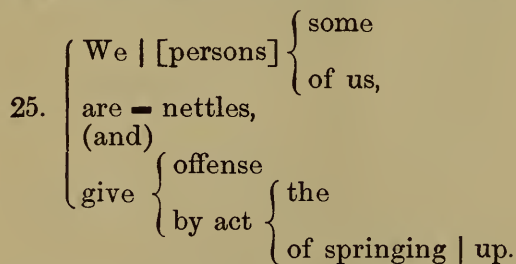 some
We | [persons]
of us,
25.
are = nettles,
(and)
offense
give
by act
the
of springing | up.